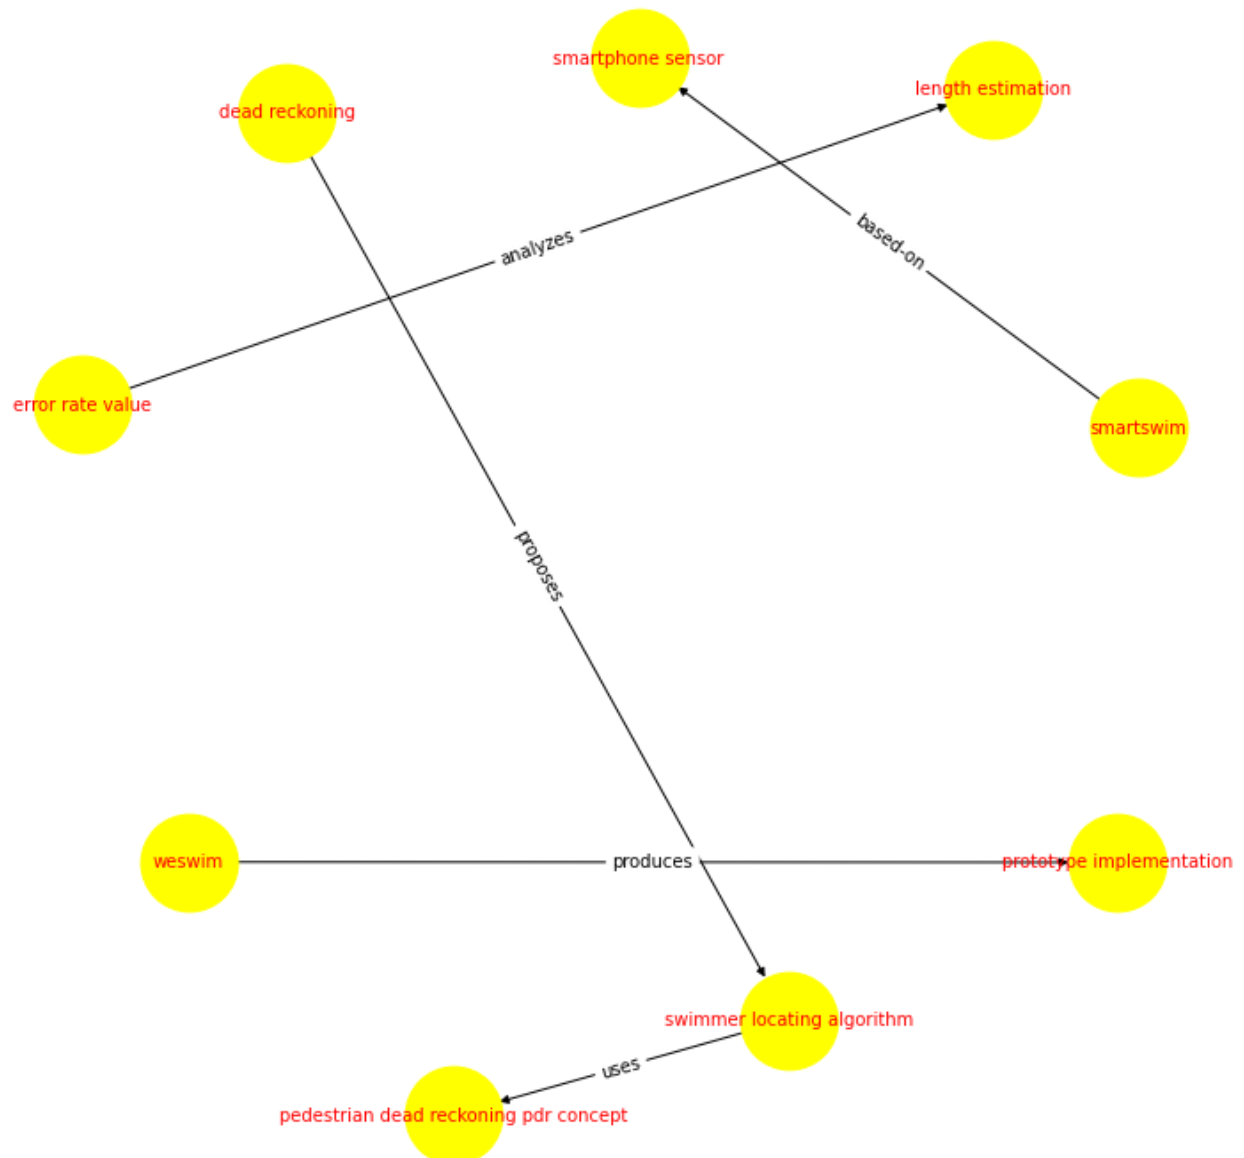 smartphone sensor
length estimation
dead reckoning
based-on
analyzes
error rate value
smartswim
proposes
weswim
produces
prototype implementation
swimmer locating algorithm
uses
pedestrian dead reckoning pdr concept